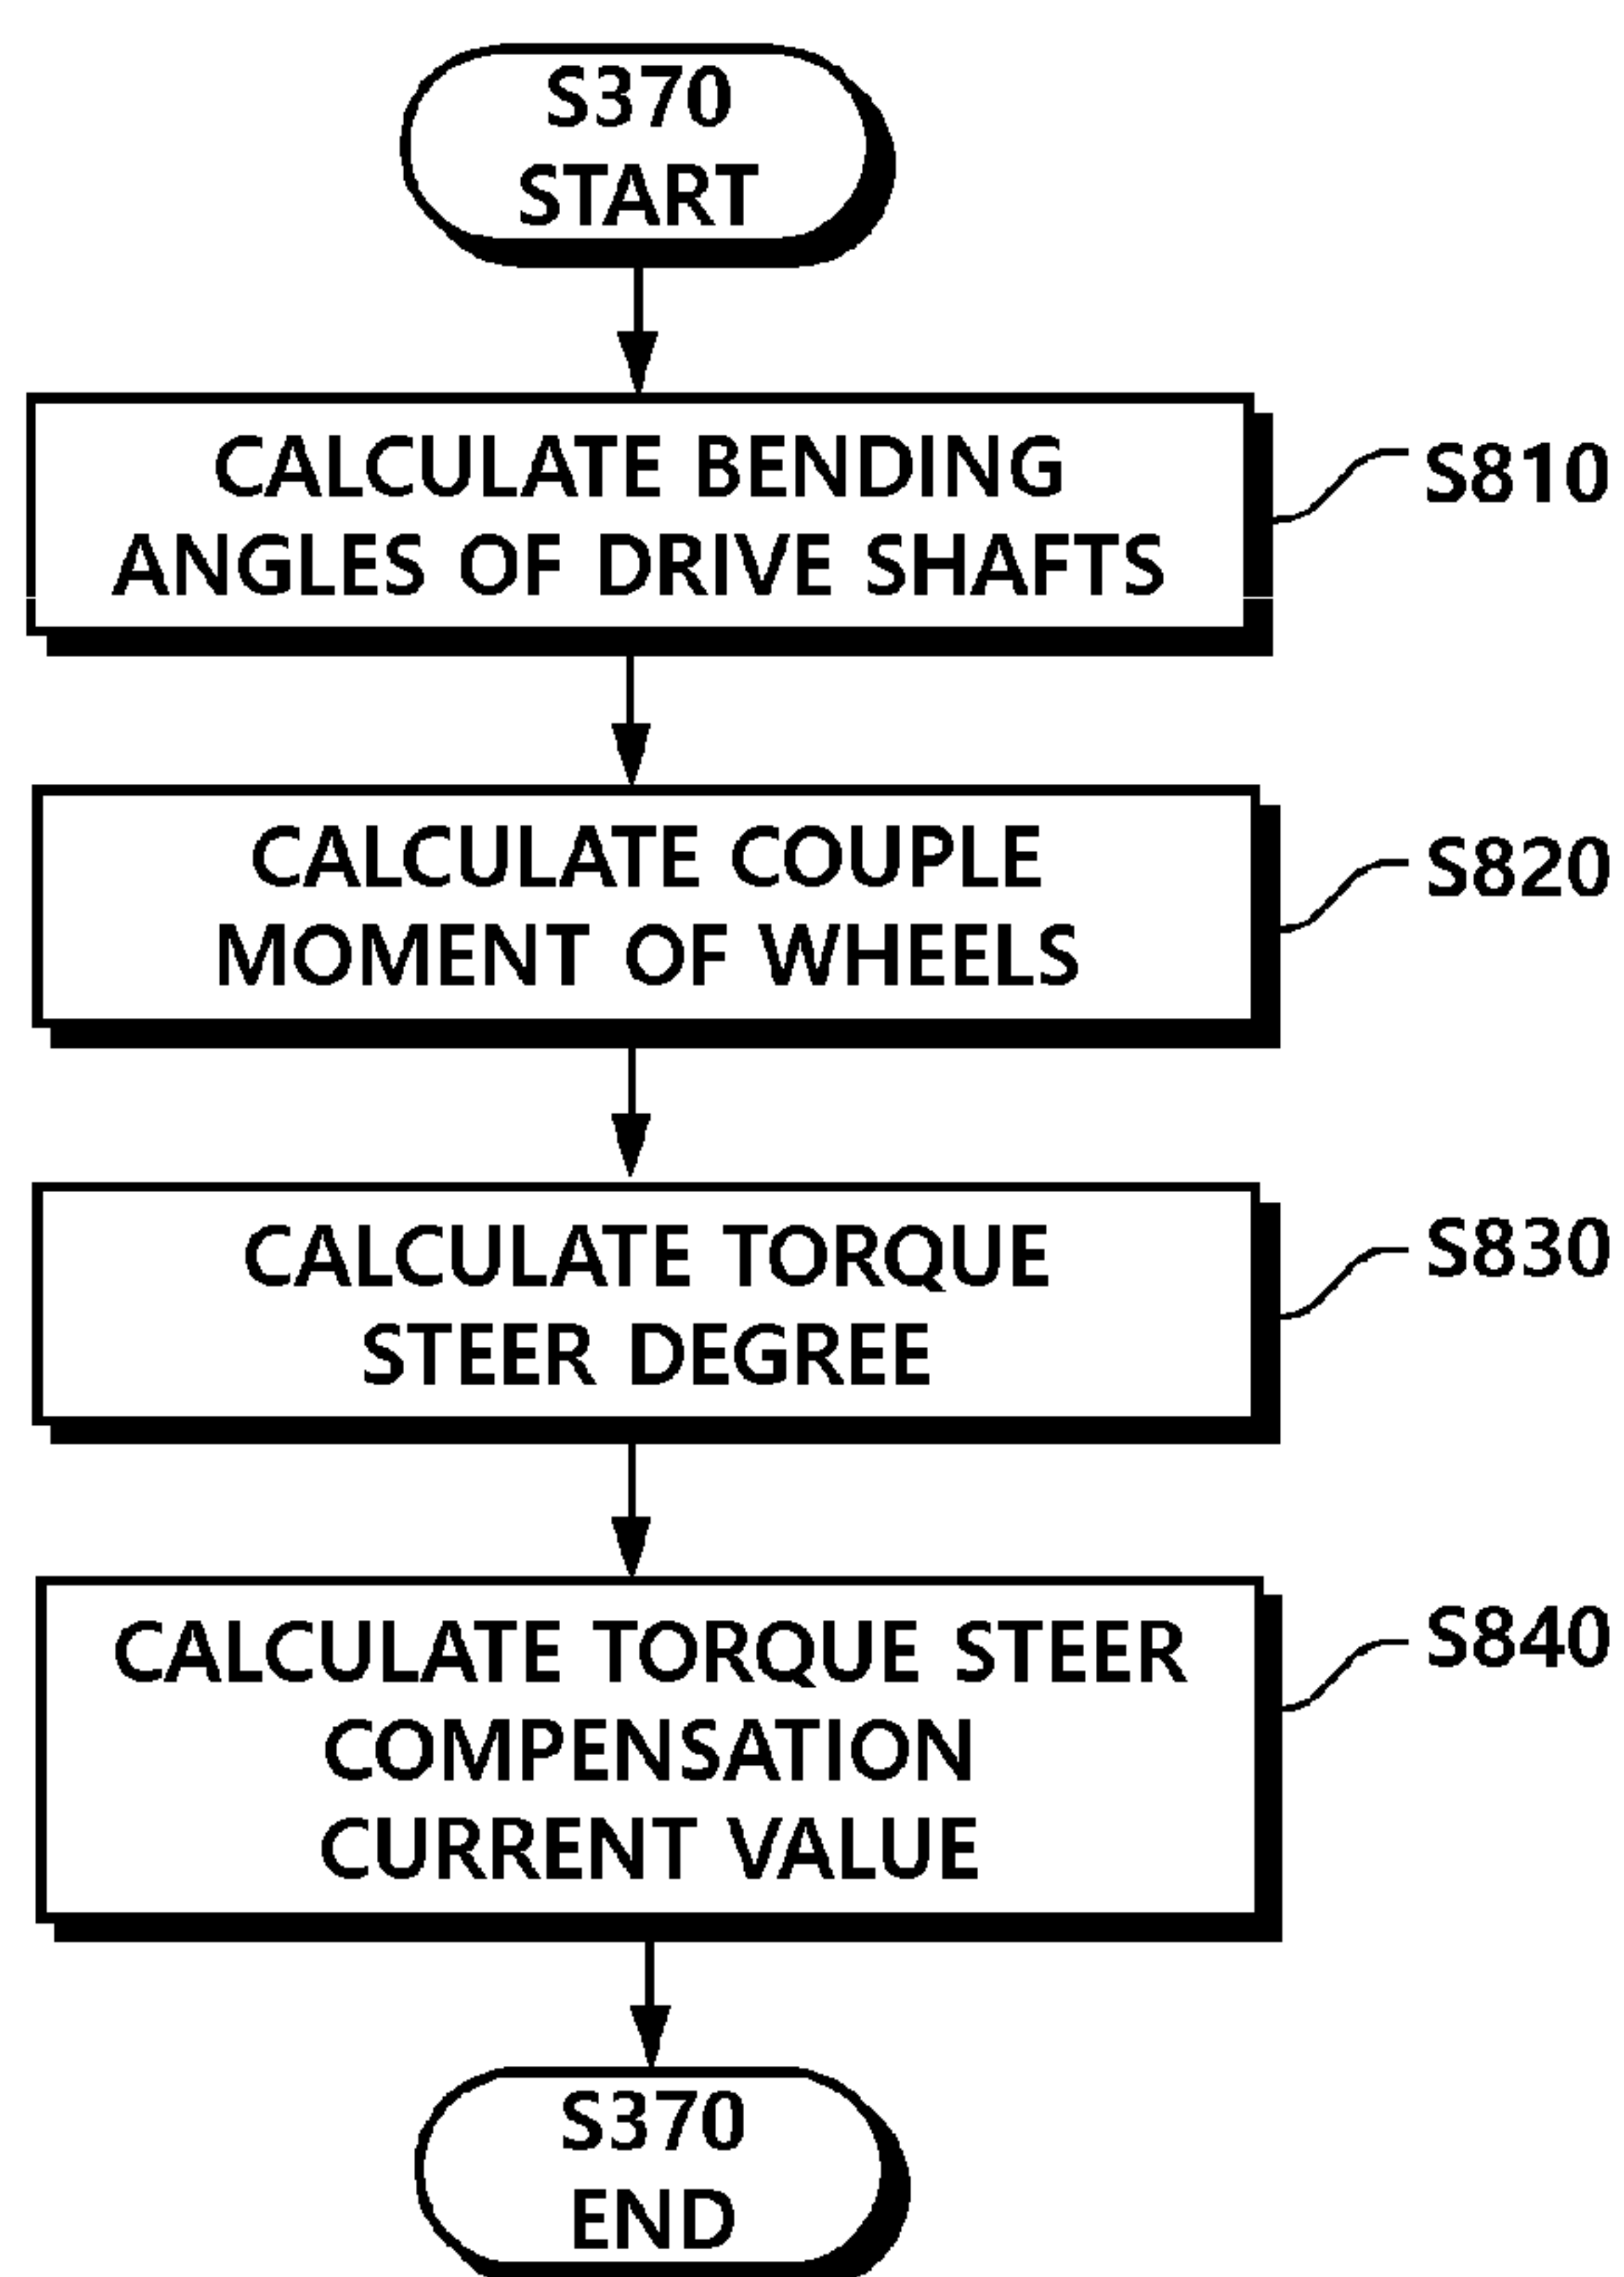 S370
START
CALCULATE BENDING
ANGLES OF DRIVE SHAFTS
S810
CALCULATE COUPLE
MOMENT OF WHEELS
S820
CALCULATE TORQUE
STEER DEGREE
S830
CALCULATE TORQUE STEER
COMPENSATION
CURRENT VALUE
S840
S370
END